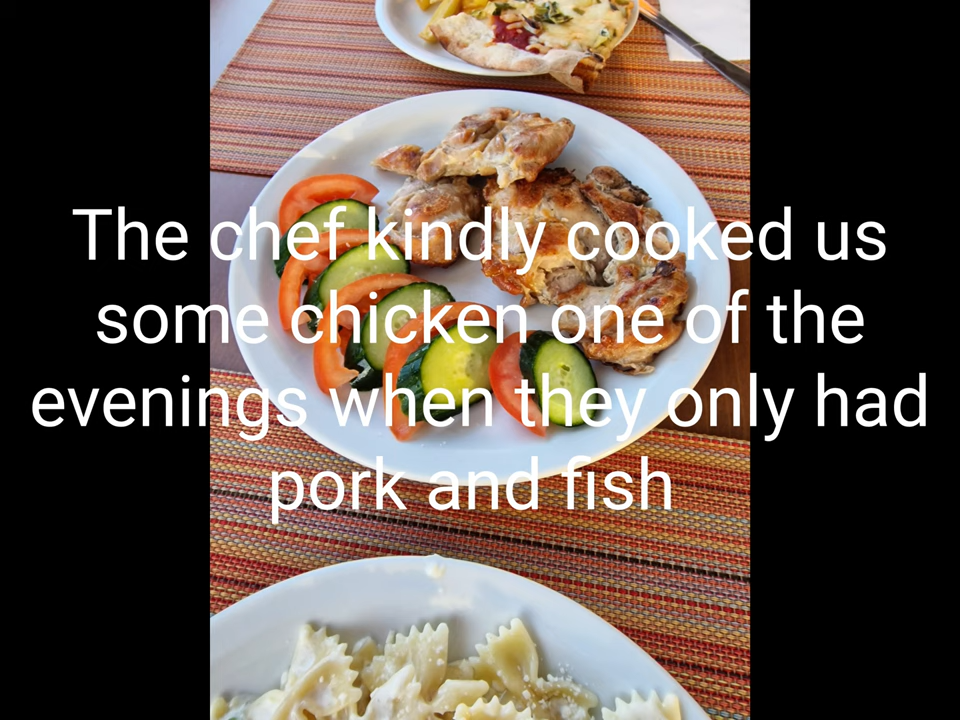 The chef kindly cooked us
some chicken one of the
evenings when they only had
pork and fish